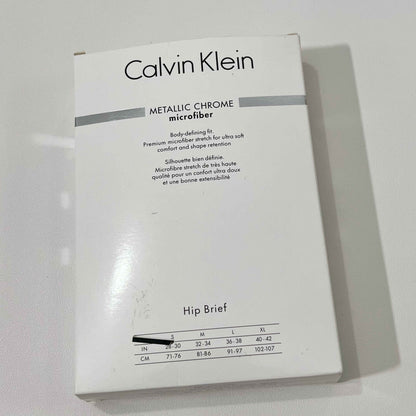 Calvin Klein
METALLIC CHROME
microfiber
Body-defining fit.
Premium microfiber stretch for ultra soft
comfort and shape retention
Silhouette bien définie.
Microfibre stretch de très haute
qualité pour un confort ultra doux
et une bonne extensibilité
Hip Brief
S M L XL
IN 28-30 32-34 36-38 40-42
CM 71-76 81-86 91-97 102-107